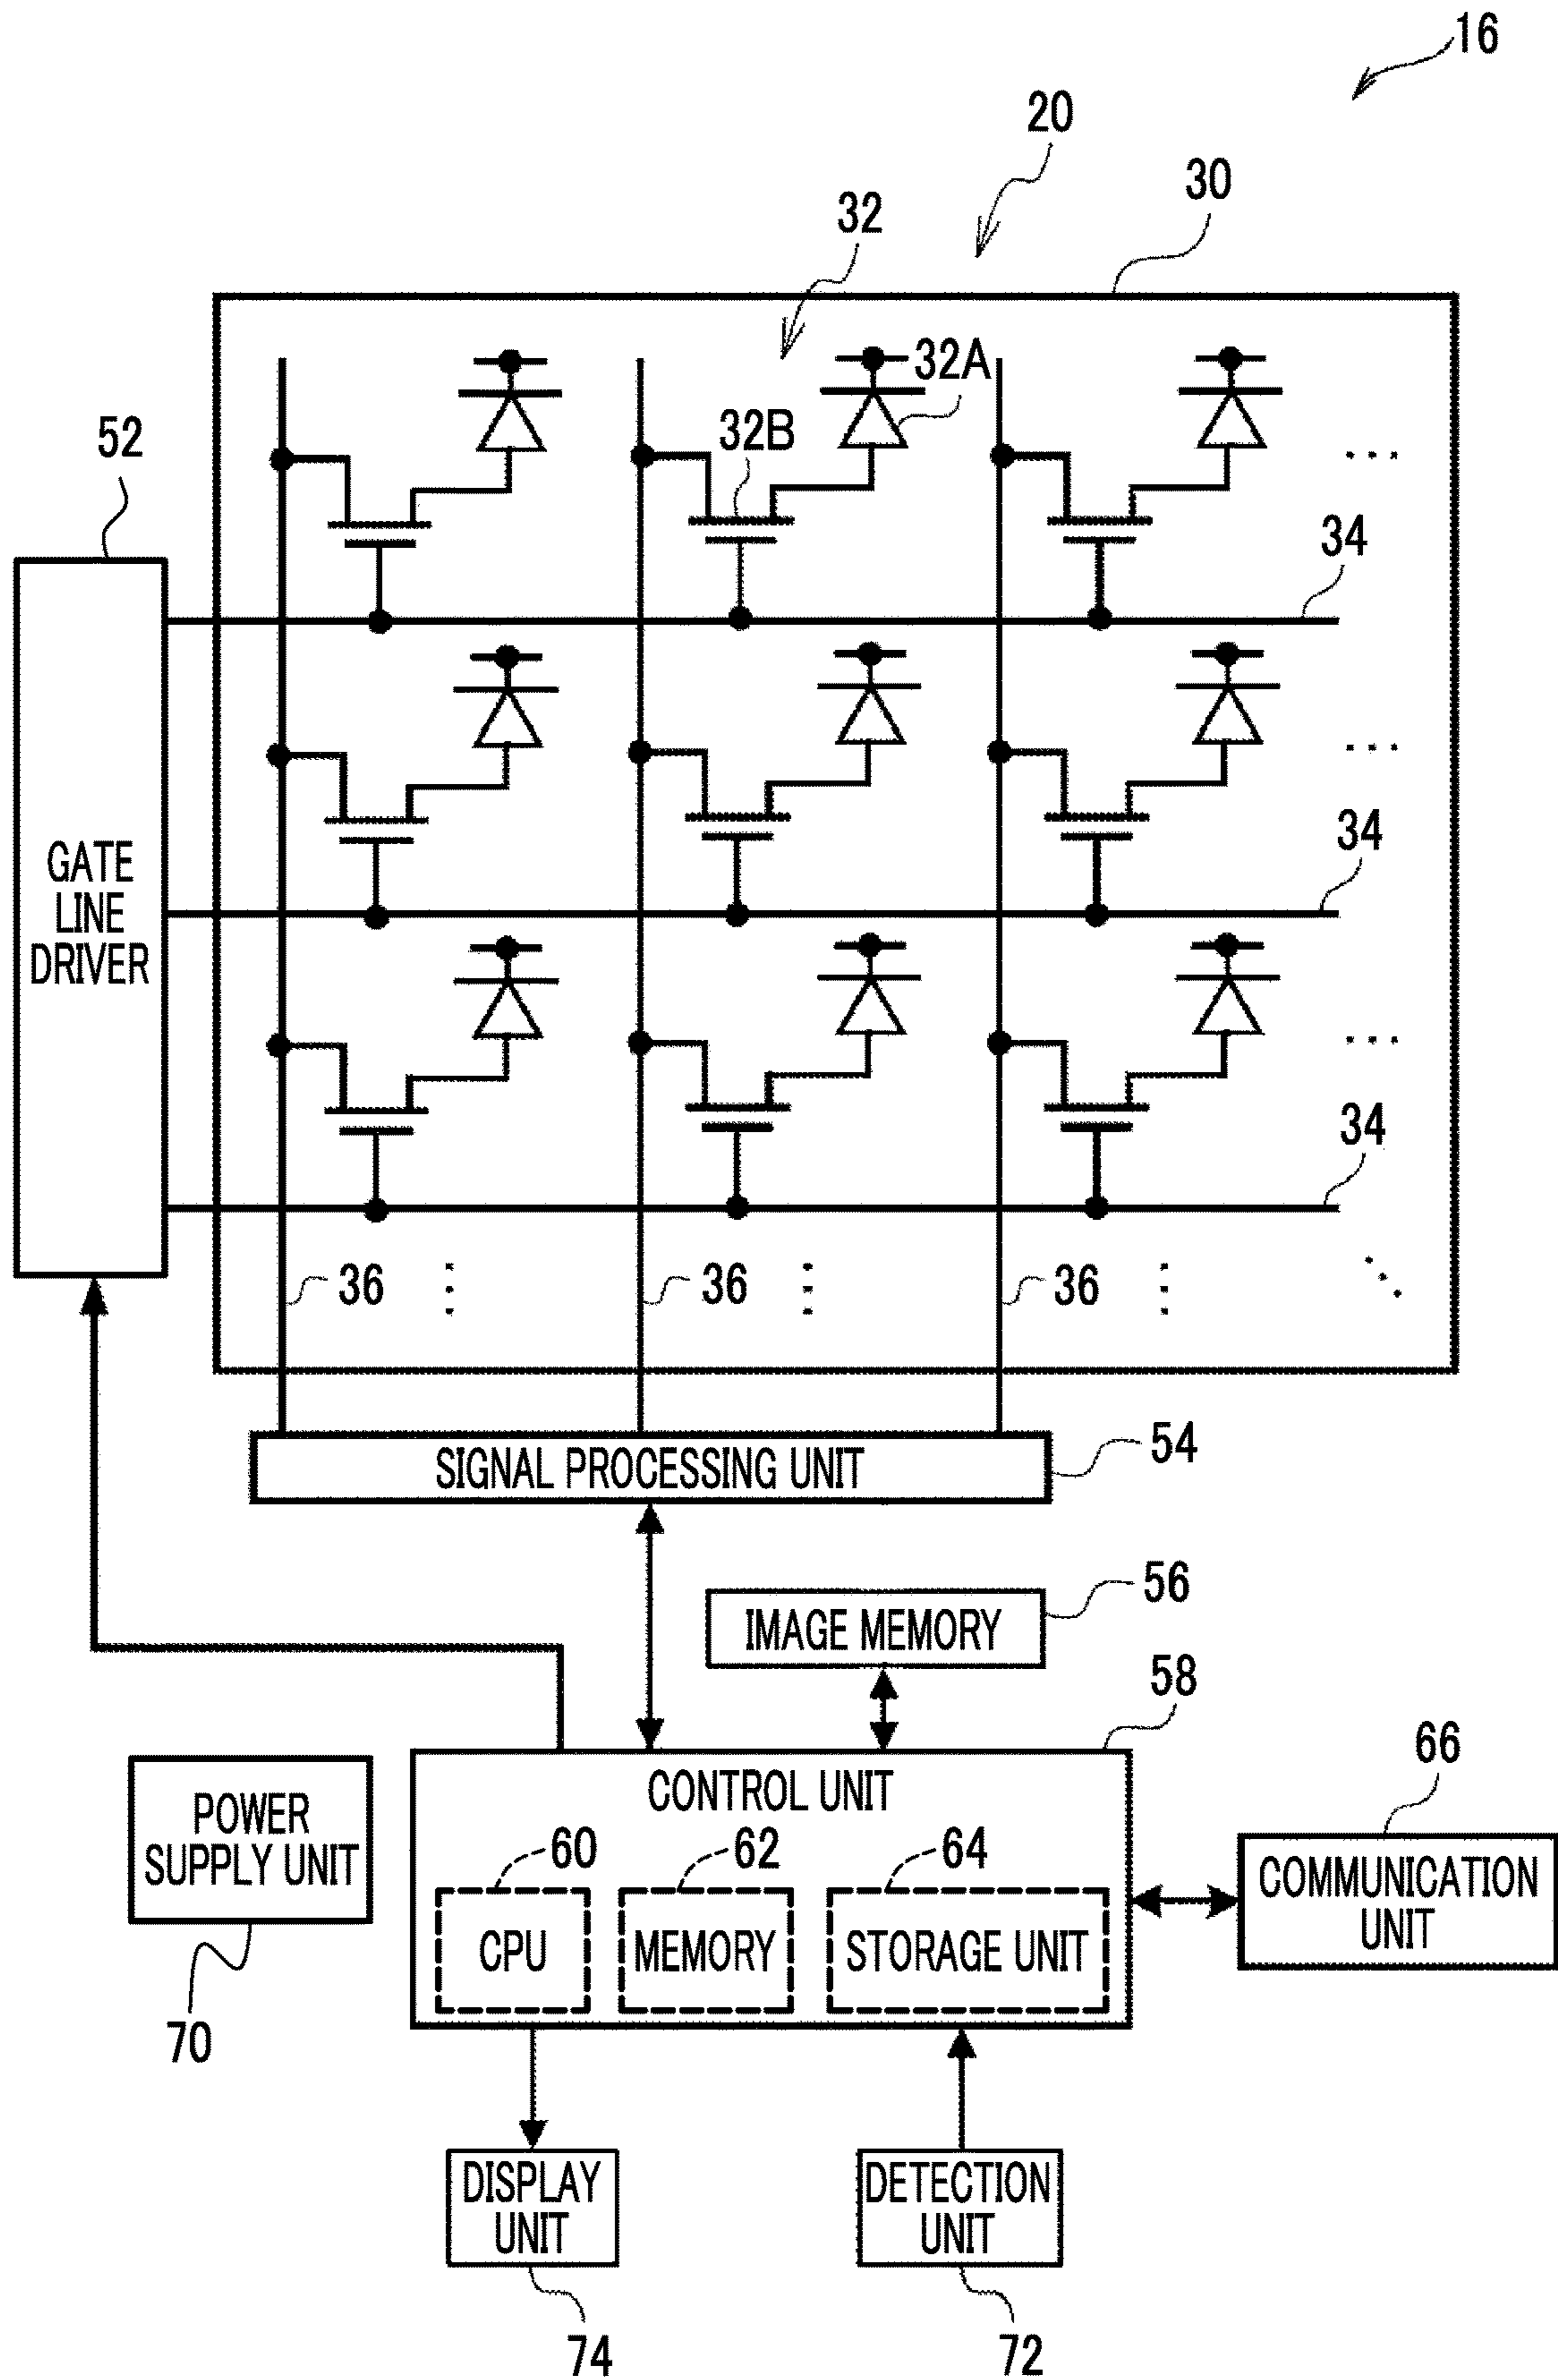 16
20
30
32
32A
32B
52
34
GATE
LINE
DRIVER
34
34
36
36
36
SIGNAL PROCESSING UNIT
54
56
IMAGE MEMORY
58
CONTROL UNIT
66
POWER
SUPPLY UNIT
60
62
64
CPU
MEMORY
STORAGE UNIT
COMMUNICATION
UNIT
70
DISPLAY
UNIT
DETECTION
UNIT
74
72